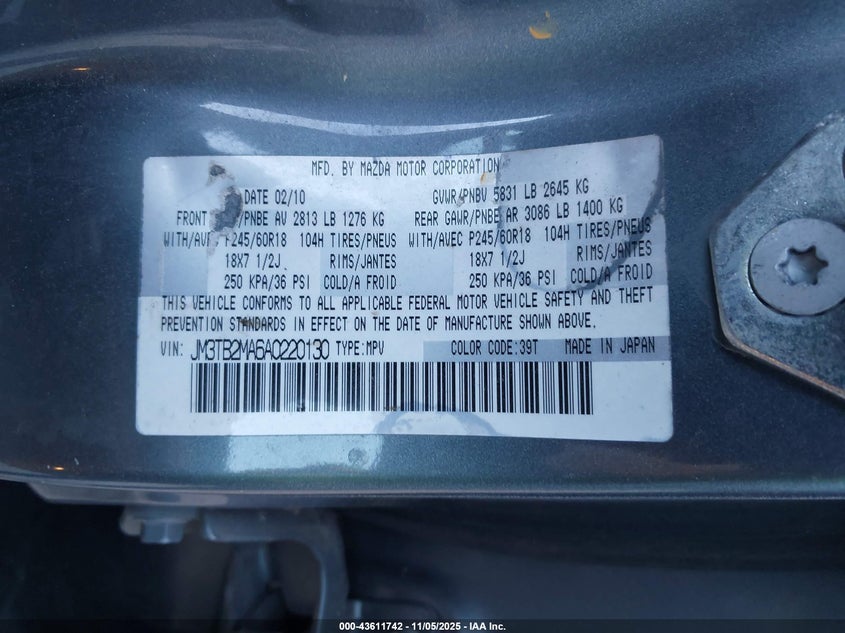 MFD. BY MAZDA MOTOR CORPORATION
DATE 02/10 GVWR/PNBV 5831 LB 2645 KG
FRONT /PNBE AV 2813 LB 1276 KG REAR GAWR/PNBE AR 3086 LB 1400 KG
WITH/AVEC P245/60R18 104H TIRES/PNEUS WITH/AVEC P245/60R18 104H TIRES/PNEUS
18X7 1/2J RIMS/JANTES 18X7 1/2J RIMS/JANTES
250 KPA/36 PSI COLD/A FROID 250 KPA/36 PSI COLD/A FROID
THIS VEHICLE CONFORMS TO ALL APPLICABLE FEDERAL MOTOR VEHICLE SAFETY AND THEFT
PREVENTION STANDARDS IN EFFECT ON THE DATE OF MANUFACTURE SHOWN ABOVE.
VIN: JM3TB2MA6A0220130 TYPE:MPV COLOR CODE:39T MADE IN JAPAN
000-43611742 - 11/05/2025 - IAA Inc.